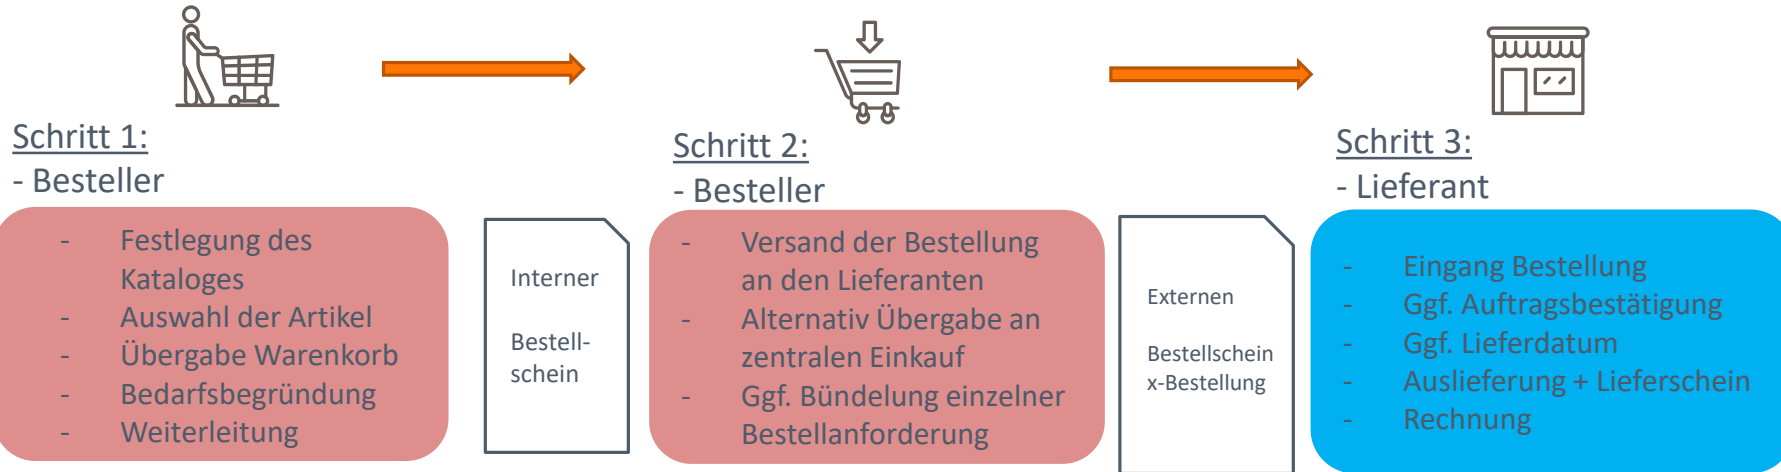 Schritt 1:
- Besteller
- Festlegung des
Kataloges
- Auswahl der Artikel
- Übergabe Warenkorb
- Bedarfsbegründung
- Weiterleitung
Interner
Bestell-
schein
Schritt 2:
- Besteller
- Versand der Bestellung
an den Lieferanten
- Alternativ Übergabe an
zentralen Einkauf
- Ggf. Bündelung einzelner
Bestellanforderung
Externen
Bestellschein
x-Bestellung
Schritt 3:
- Lieferant
- Eingang Bestellung
- Ggf. Auftragsbestätigung
- Ggf. Lieferdatum
- Auslieferung + Lieferschein
- Rechnung